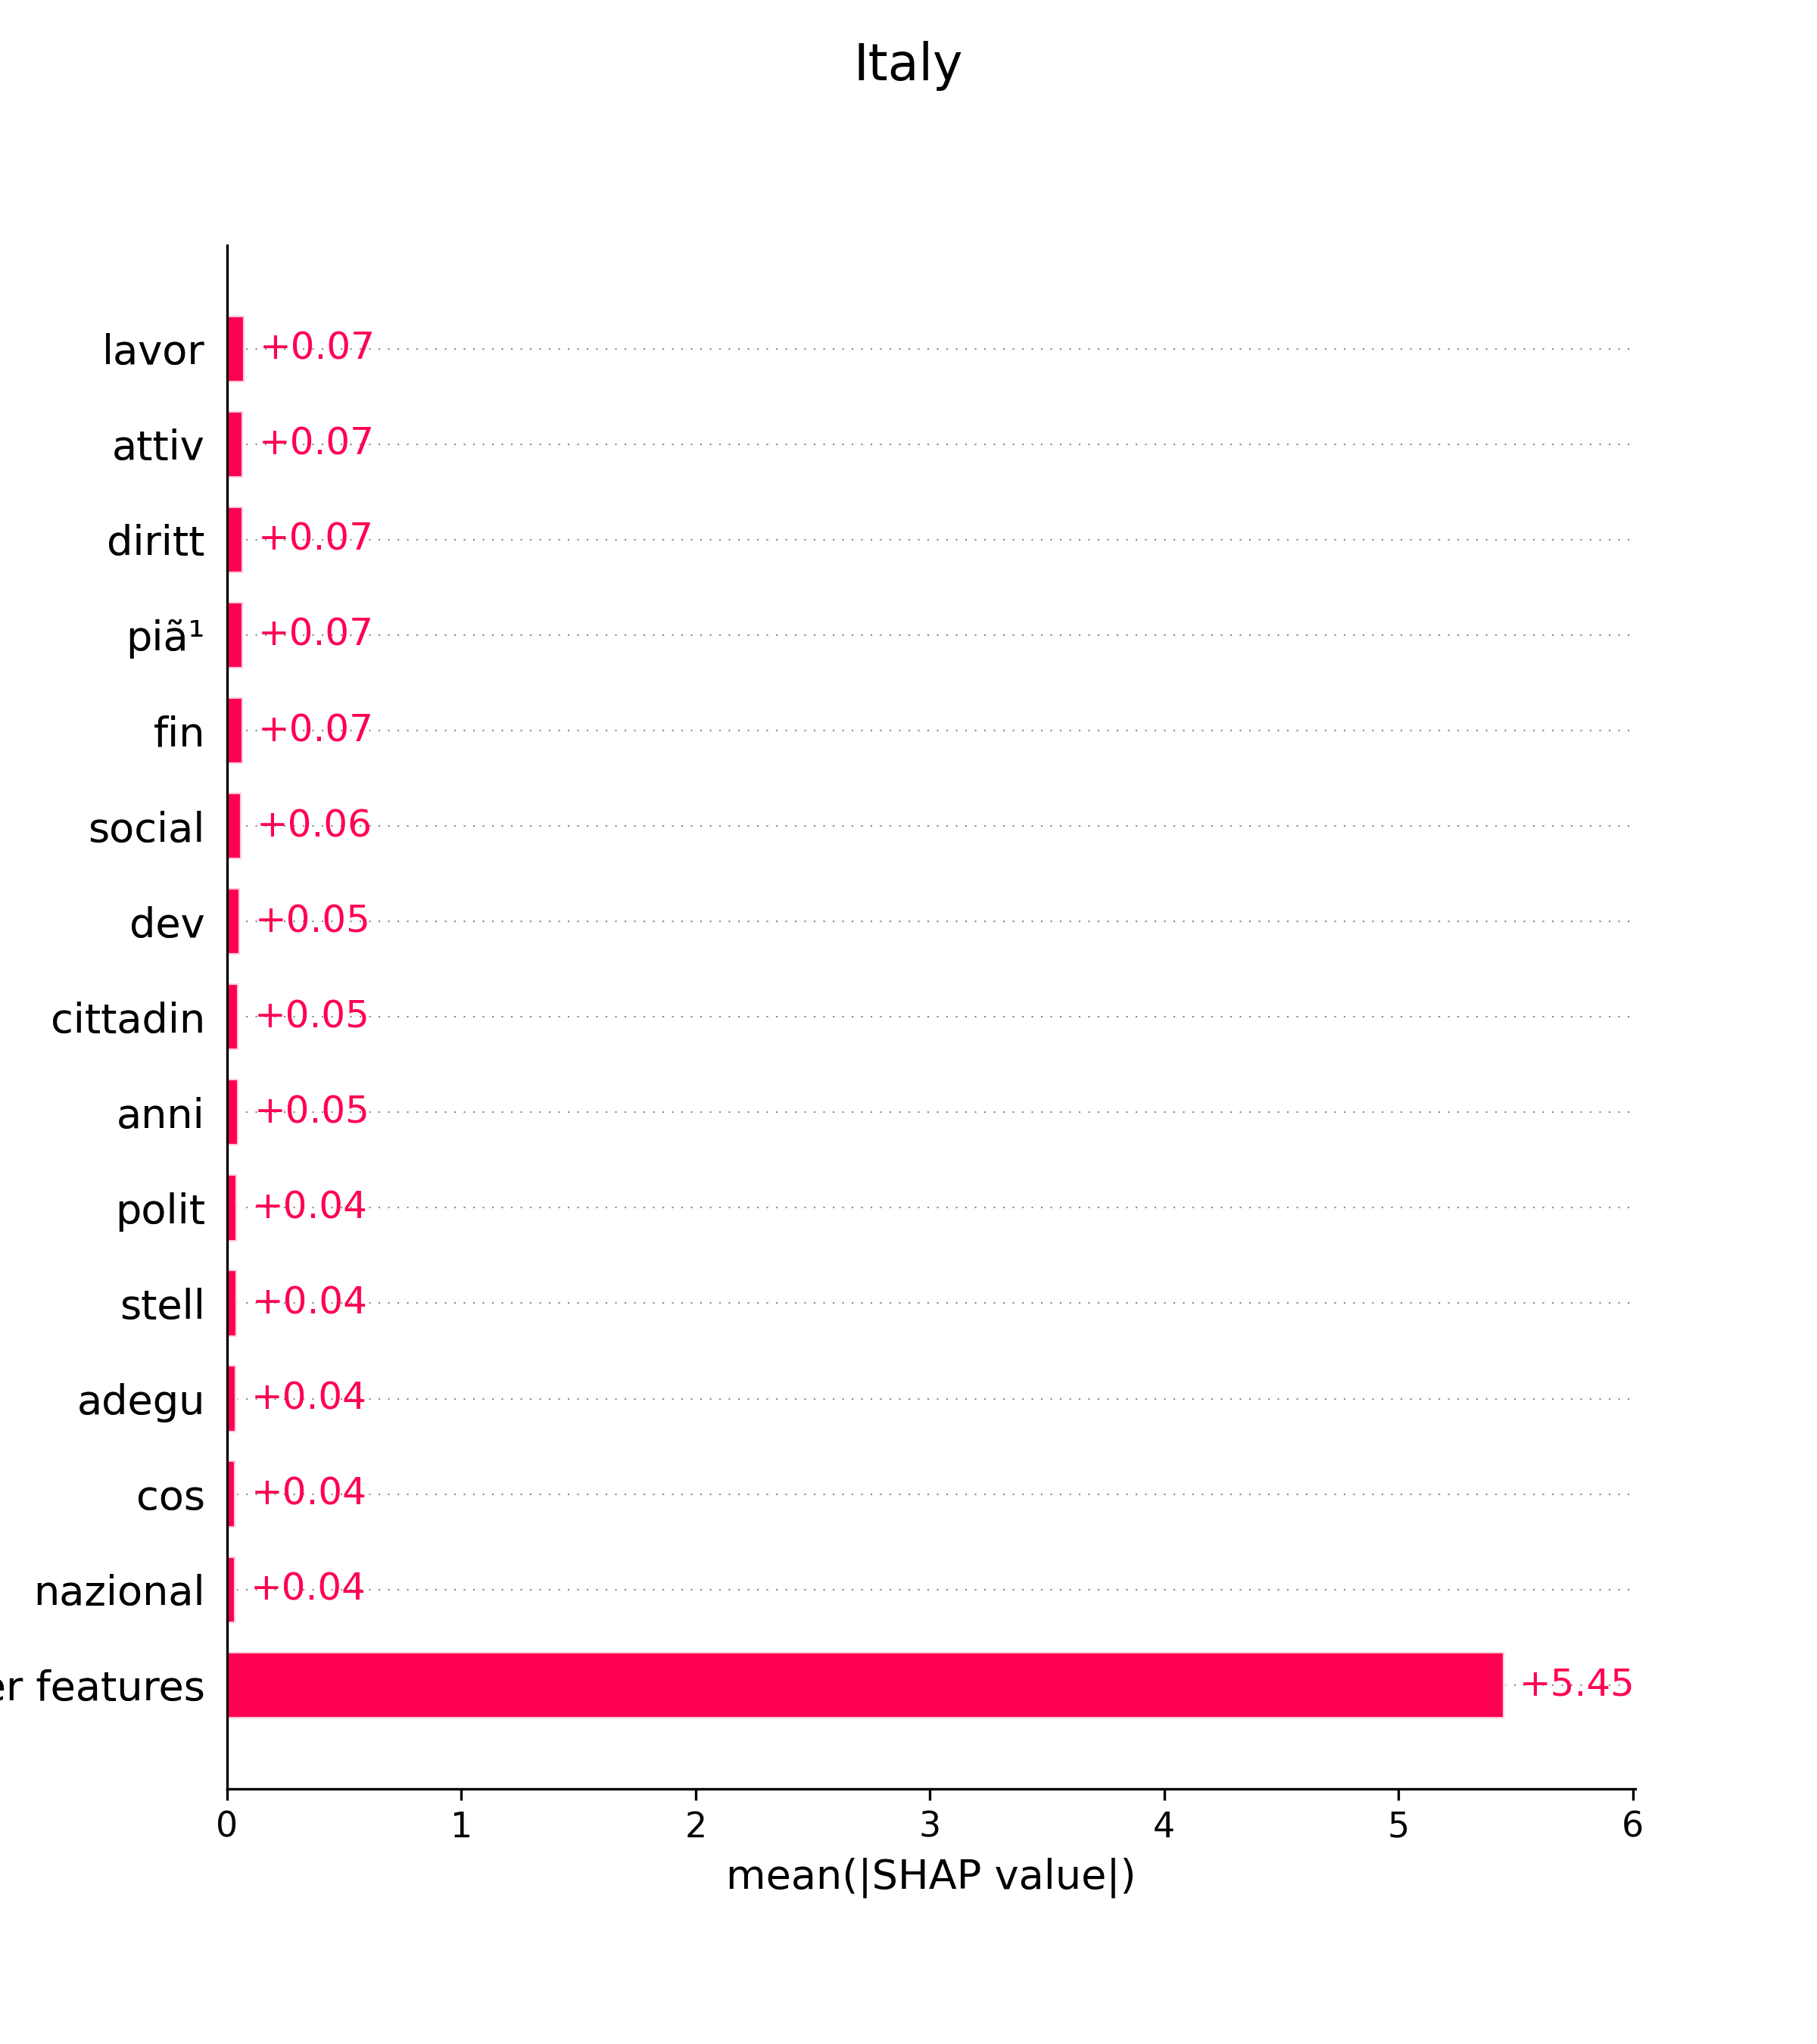 Italy
lavor +0.07
attiv +0.07
diritt +0.07
piã¹ +0.07
fin +0.07
social +0.06
dev +0.05
cittadin +0.05
anni +0.05
polit +0.04
stell +0.04
adegu +0.04
cos +0.04
nazional +0.04
er features +5.45
0 1 2 3 4 5 6
mean(|SHAP value|)